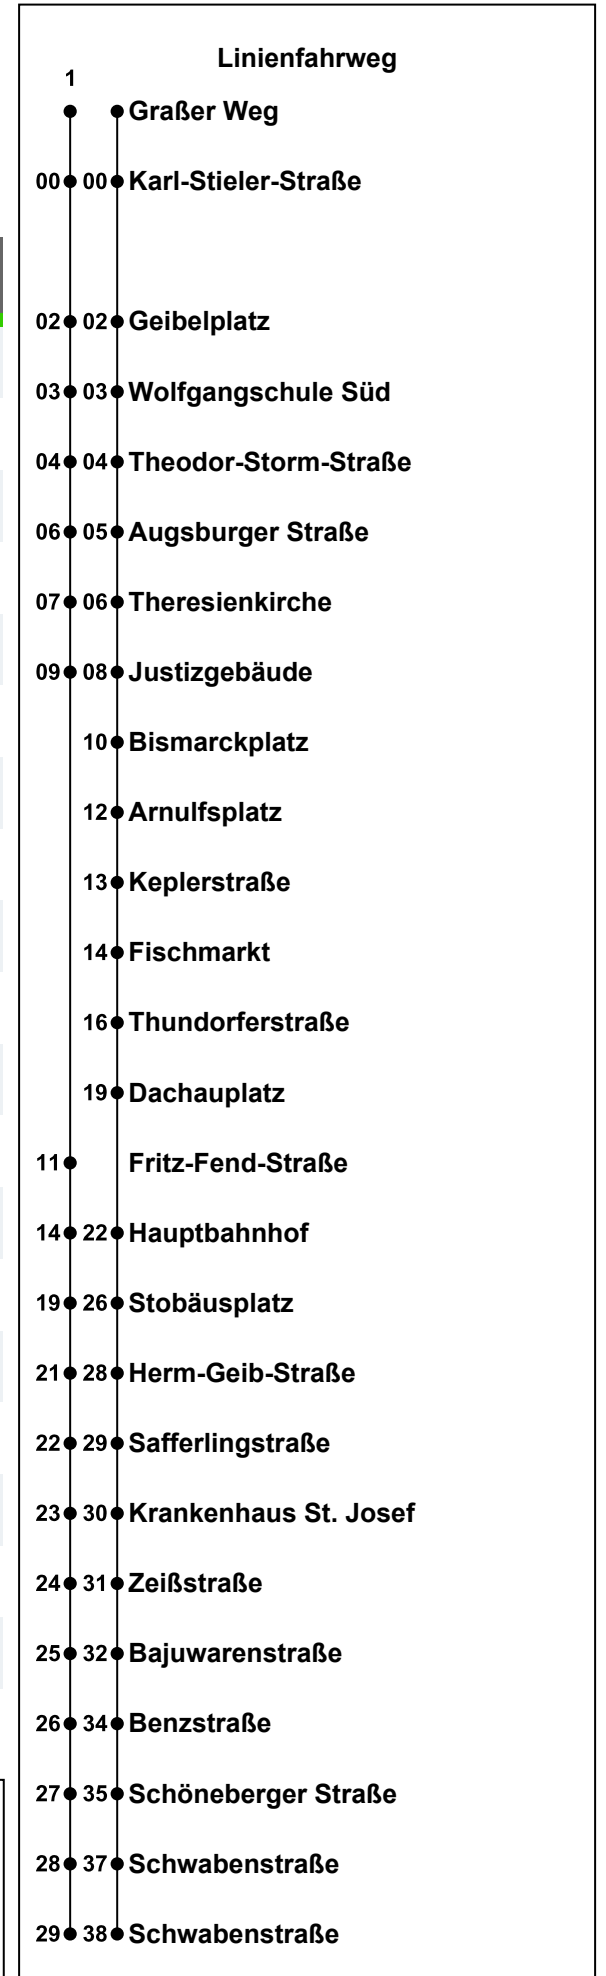 Linienfahrweg
1
Graßer Weg
00 00 Karl-Stieler-Straße
02 02 Geibelplatz
03 03 Wolfgangschule Süd
04 04 Theodor-Storm-Straße
06 05 Augsburger Straße
07 06 Theresienkirche
09 08 Justizgebäude
10 Bismarckplatz
12 Arnulfsplatz
13 Keplerstraße
14 Fischmarkt
16 Thundorferstraße
19 Dachauplatz
11 Fritz-Fend-Straße
14 22 Hauptbahnhof
19 26 Stobäusplatz
21 28 Herm-Geib-Straße
22 29 Safferlingstraße
23 30 Krankenhaus St. Josef
24 31 Zeißstraße
25 32 Bajuwarenstraße
26 34 Benzstraße
27 35 Schöneberger Straße
28 37 Schwabenstraße
29 38 Schwabenstraße